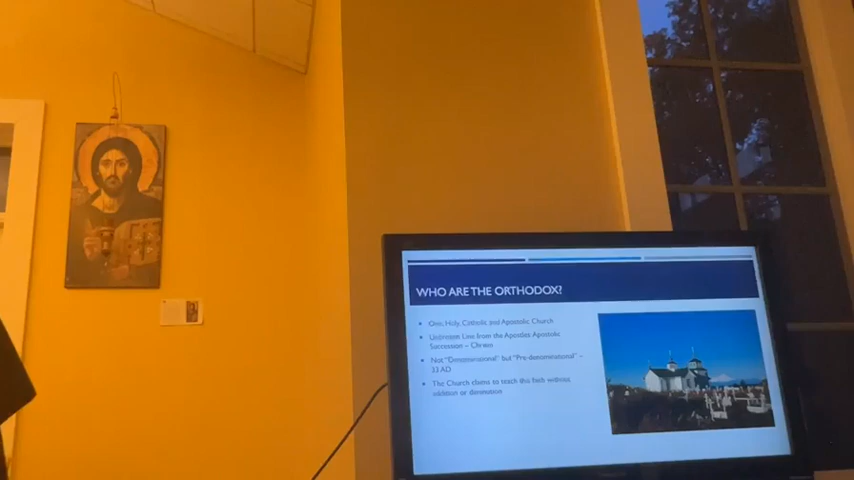 WHO ARE THE ORTHODOX?
One, Holy, Catholic and Apostolic Church
Unbroken Line from the Apostles Apostolic
Succession –
Not "Denominational" but "Pre-denominational" –
33 AD
The Church claims to teach the faith without
addition or diminution